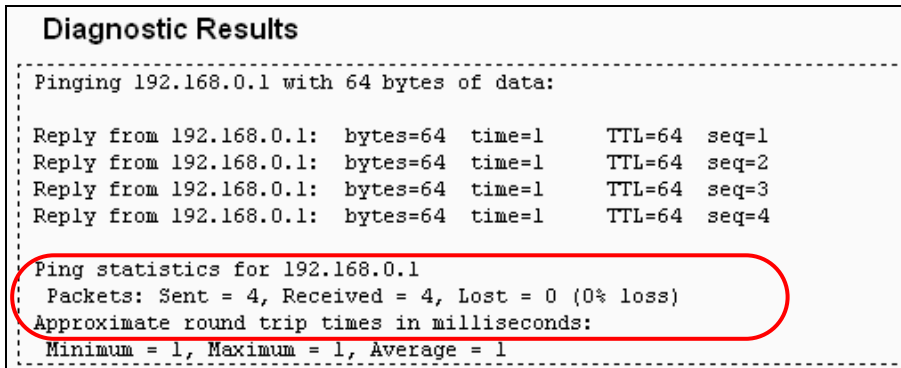 Diagnostic Results
Pinging 192.168.0.1 with 64 bytes of data:
Reply from 192.168.0.1: bytes=64 time=1 TTL=64 seq=1
Reply from 192.168.0.1: bytes=64 time=1 TTL=64 seq=2
Reply from 192.168.0.1: bytes=64 time=1 TTL=64 seq=3
Reply from 192.168.0.1: bytes=64 time=1 TTL=64 seq=4
Ping statistics for 192.168.0.1
Packets: Sent = 4, Received = 4, Lost = 0 (0% loss)
Approximate round trip times in milliseconds:
Minimum = 1, Maximum = 1, Average = 1